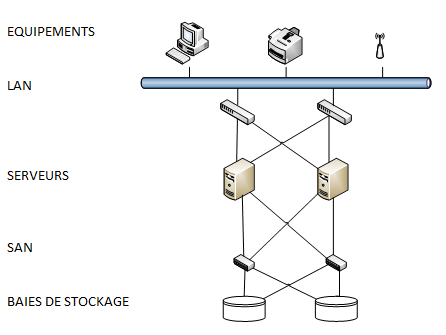 EQUIPEMENTS
LAN
SERVEURS
SAN
BAIES DE STOCKAGE